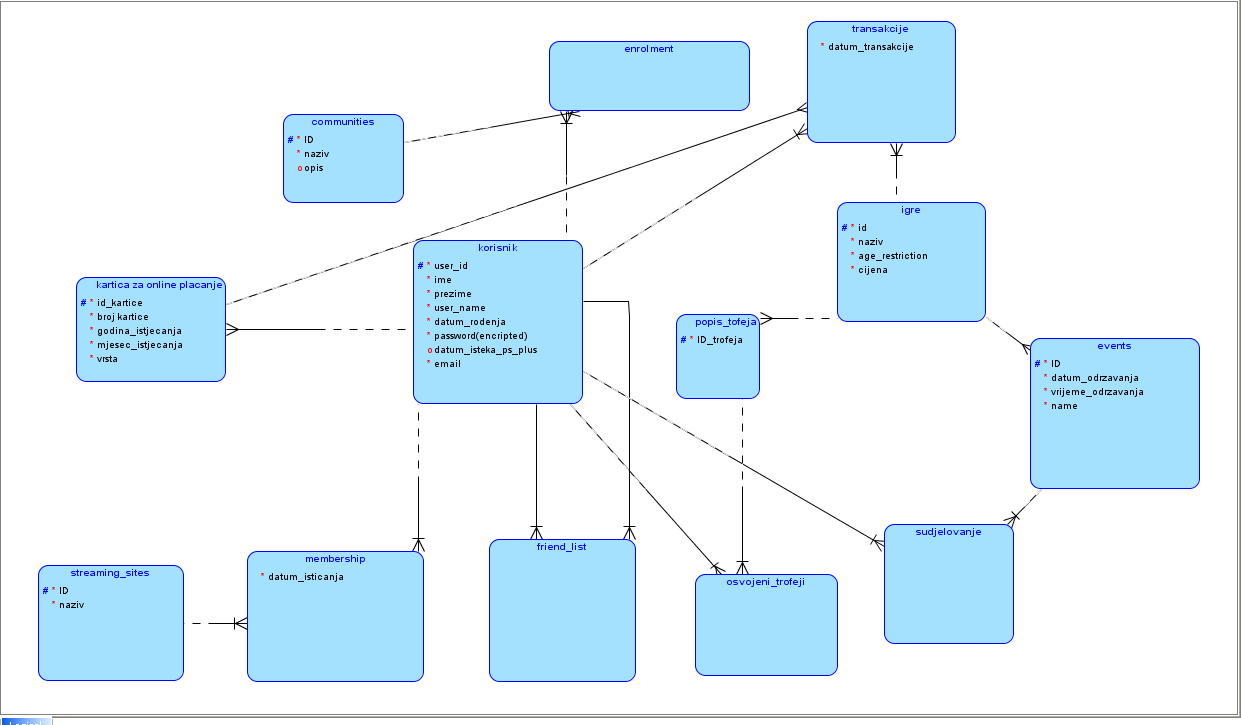 transakcije
* datum_transakcije
enrolment
communities
# * ID
* naziv
o opis
igre
# * id
* naziv
* age_restriction
* cijena
korisnik
# * user_id
* ime
* prezime
* user_name
* datum_rodenja
* password(encripted)
o datum_isteka_ps_plus
* email
kartica za online placanje
# * id_kartice
* broj kartice
* godina_istjecanja
* mjesec_istjecanja
* vrsta
popis_tofeja
# * ID_trofeja
events
# * ID
* datum_odrzavanja
* vrijeme_odrzavanja
* name
sudjelovanje
friend_list
membership
* datum_isticanja
streaming_sites
# * ID
* naziv
osvojeni_trofeji